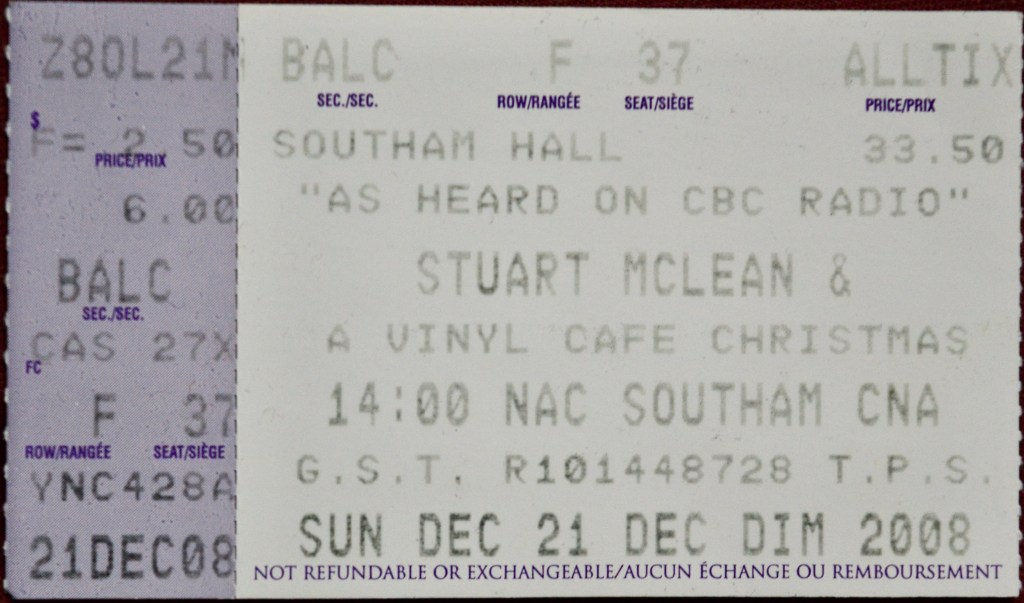 Z80L21N
$
F= 2.50
PRICE/PRIX
6.00
BALC
SEC./SEC.
CAS 27X
FC
F 37
ROW/RANGÉE SEAT/SIÈGE
YNC428A
21DEC08
BALC F 37 ALLTIX
SEC./SEC. ROW/RANGÉE SEAT/SIÈGE PRICE/PRIX
SOUTHAM HALL 33.50
"AS HEARD ON CBC RADIO"
STUART MCLEAN &
A VINYL CAFE CHRISTMAS
14:00 NAC SOUTHAM CNA
G.S.T. R101448728 T.P.S.
SUN DEC 21 DEC DIM 2008
NOT REFUNDABLE OR EXCHANGEABLE/AUCUN ÉCHANGE OU REMBOURSEMENT